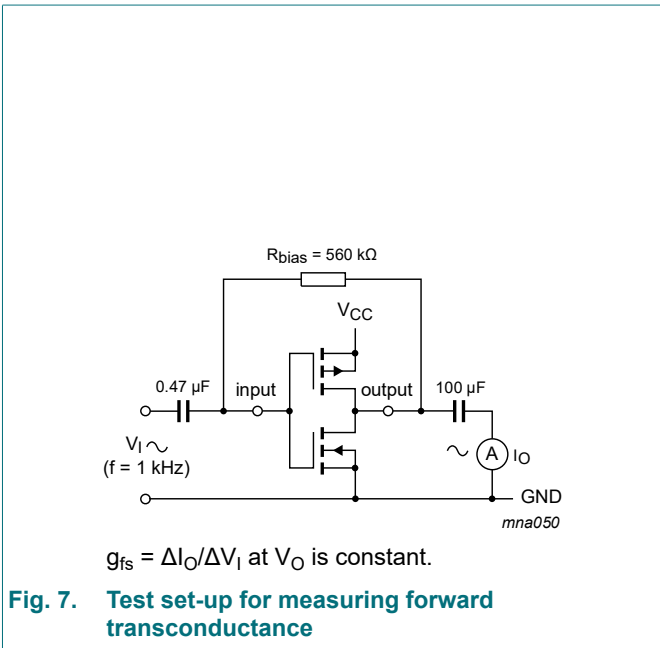 Rbias = 560 kΩ
VCC
0.47 µF
input
output
100 µF
VI
(f = 1 kHz)
A
IO
GND
mna050
gfs = ΔIO/ΔVI at VO is constant.
Fig. 7. Test set-up for measuring forward
transconductance